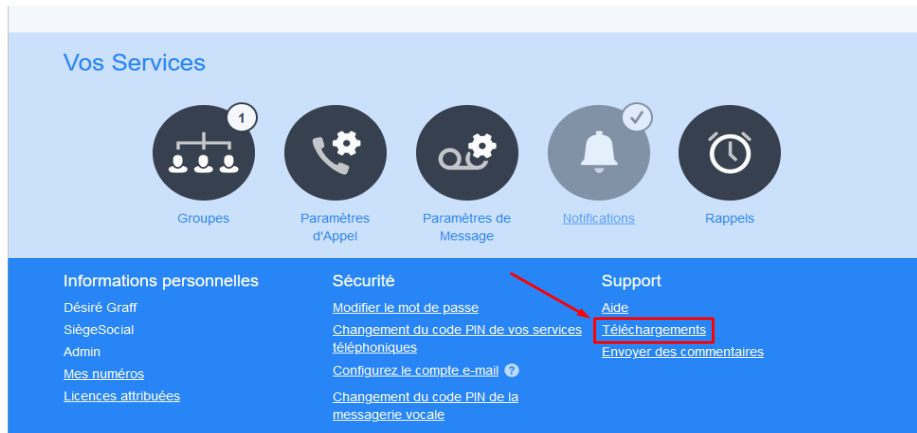 Vos Services
1
Groupes
Paramètres
d'Appel
Paramètres de
Message
Notifications
Rappels
Informations personnelles
Désiré Graff
SiègeSocial
Admin
Mes numéros
Licences attribuées
Sécurité
Modifier le mot de passe
Changement du code PIN de vos services
téléphoniques
Configurez le compte e-mail ?
Changement du code PIN de la
messagerie vocale
Support
Aide
Téléchargements
Envoyer des commentaires